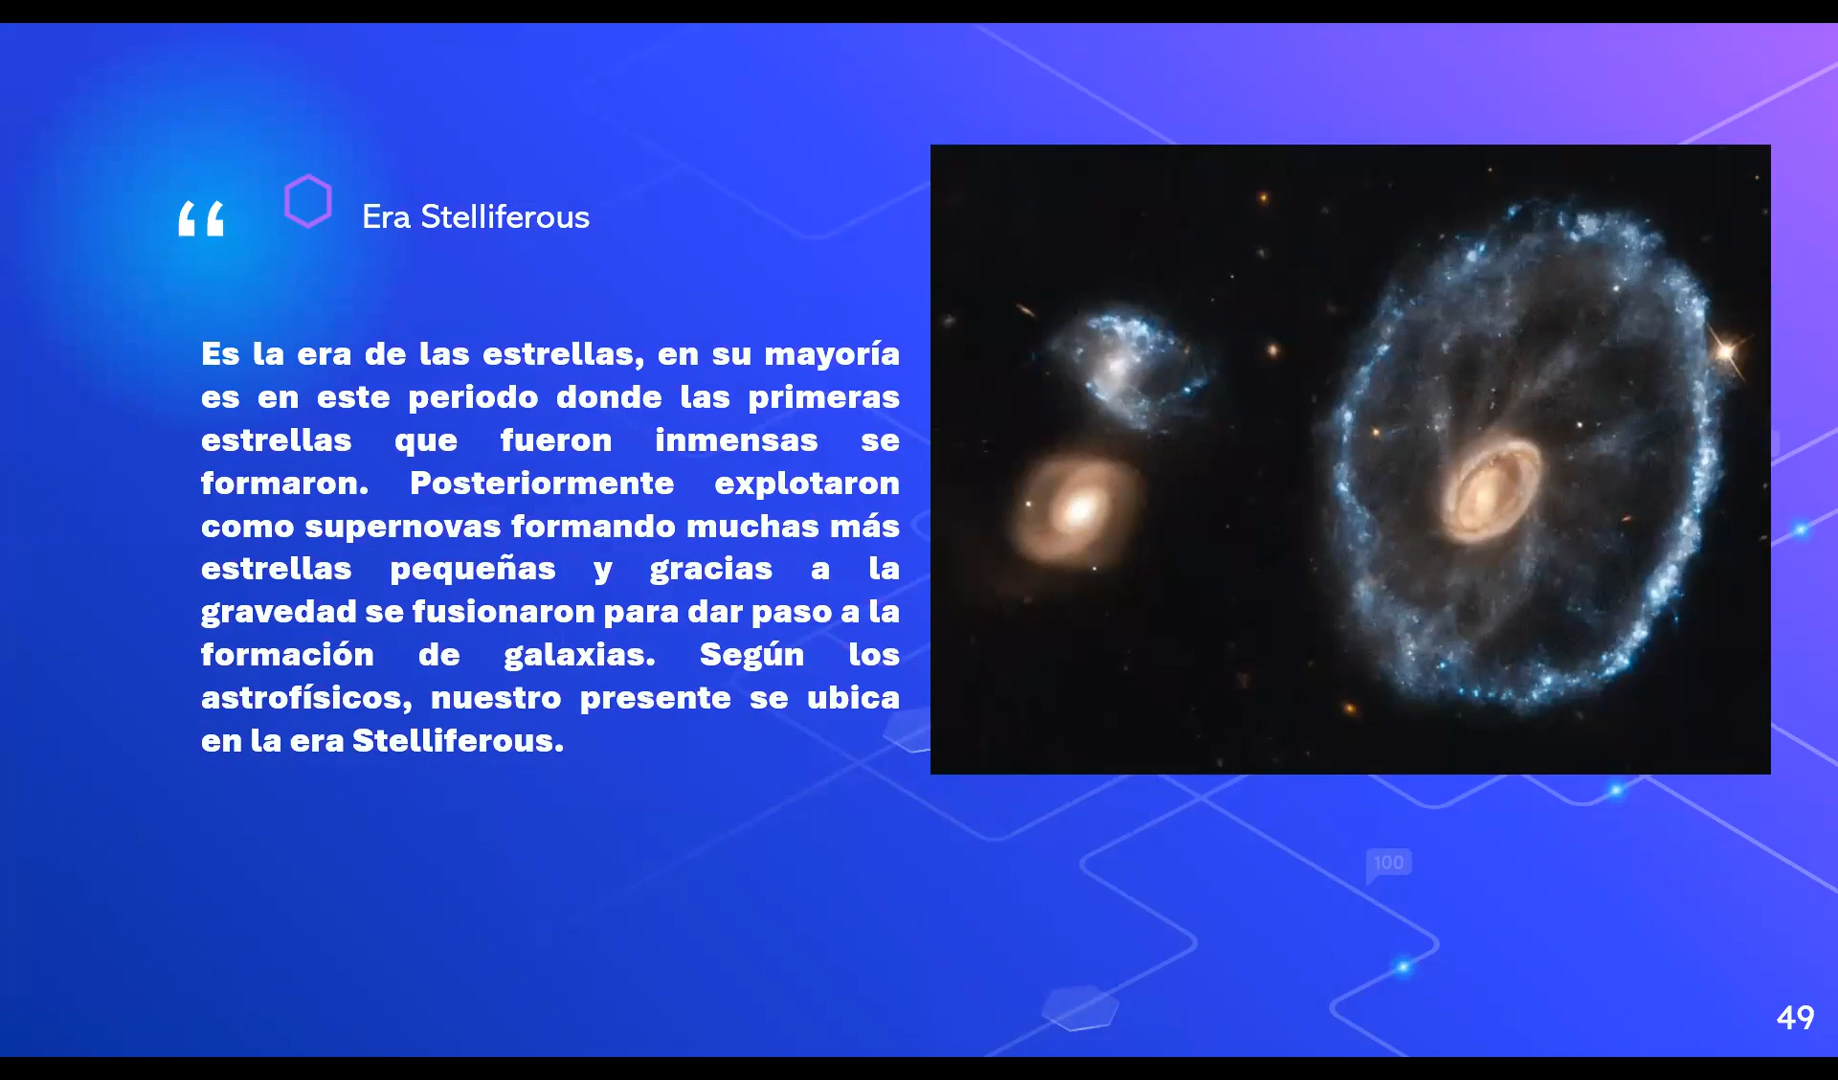 “
Era Stelliferous
Es la era de las estrellas, en su mayoría
es en este periodo donde las primeras
estrellas que fueron inmensas se
formaron. Posteriormente explotaron
como supernovas formando muchas más
estrellas pequeñas y gracias a la
gravedad se fusionaron para dar paso a la
formación de galaxias. Según los
astrofísicos, nuestro presente se ubica
en la era Stelliferous.
100
49